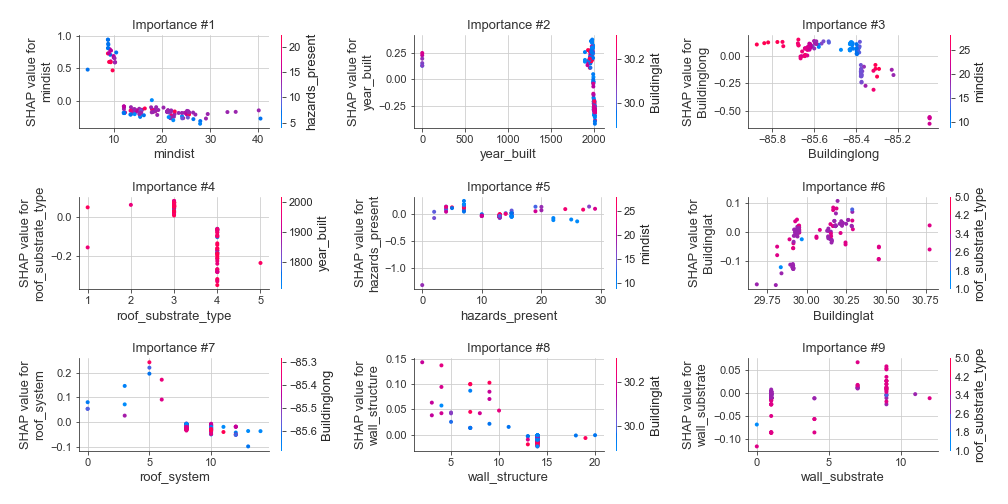 Importance #1
Importance #2
Importance #3
SHAP value for
mindist
1.0
0.5
0.0
10
20
30
40
mindist
20
15
10
5
hazards_present
SHAP value for
year_built
0.25
0.00
−0.25
0
500
1000
1500
2000
year_built
30.2
30.0
Buildinglat
SHAP value for
Buildinglong
0.00
−0.25
−0.50
−85.8
−85.6
−85.4
−85.2
Buildinglong
25
20
15
10
mindist
Importance #4
Importance #5
Importance #6
SHAP value for
roof_substrate_type
0.0
−0.2
1
2
3
4
5
roof_substrate_type
2000
1900
1800
year_built
SHAP value for
hazards_present
0.0
−0.5
−1.0
0
10
20
30
hazards_present
25
20
15
10
mindist
SHAP value for
Buildinglat
0.1
0.0
−0.1
29.75
30.00
30.25
30.50
30.75
Buildinglat
5.0
4.2
3.4
2.6
1.8
1.0
roof_substrate_type
Importance #7
Importance #8
Importance #9
SHAP value for
roof_system
0.2
0.1
0.0
−0.1
0
5
10
roof_system
−85.3
−85.4
−85.5
−85.6
Buildinglong
SHAP value for
wall_structure
0.15
0.10
0.05
0.00
5
10
15
20
wall_structure
30.2
30.0
Buildinglat
SHAP value for
wall_substrate
0.05
0.00
−0.05
−0.10
0
5
10
wall_substrate
5.0
4.2
3.4
2.6
1.8
1.0
roof_substrate_type